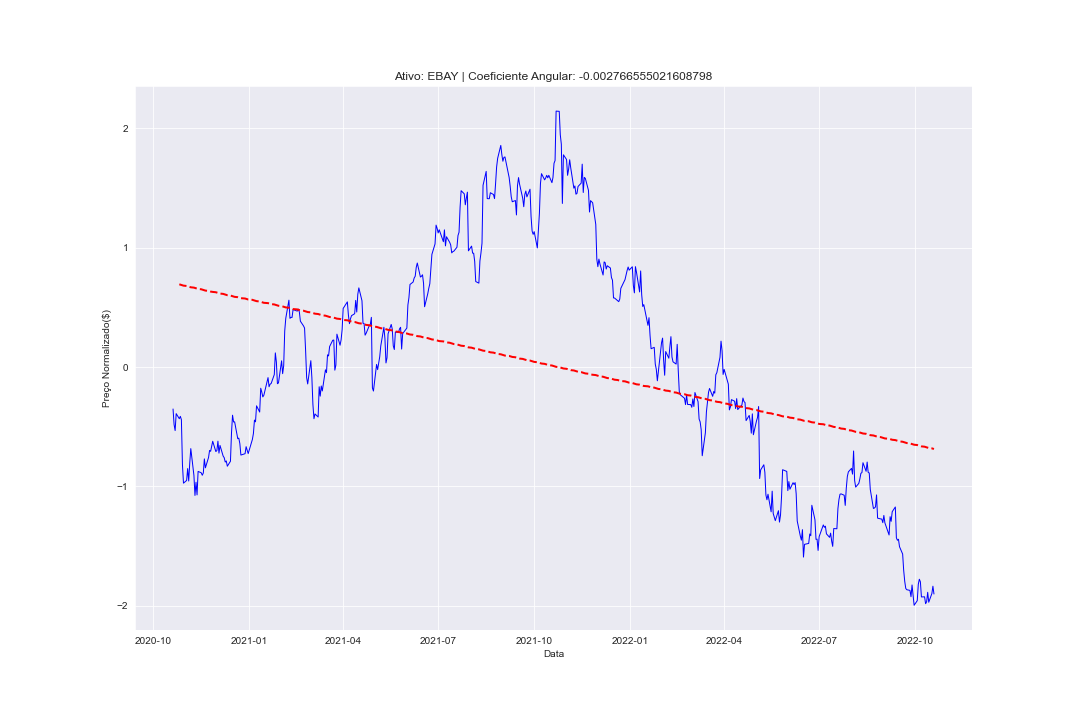 Ativo: EBAY | Coeficiente Angular: -0.002766555021608798
2
1
0
−1
−2
Preço Normalizado($)
2020-10 2021-01 2021-04 2021-07 2021-10 2022-01 2022-04 2022-07 2022-10
Data